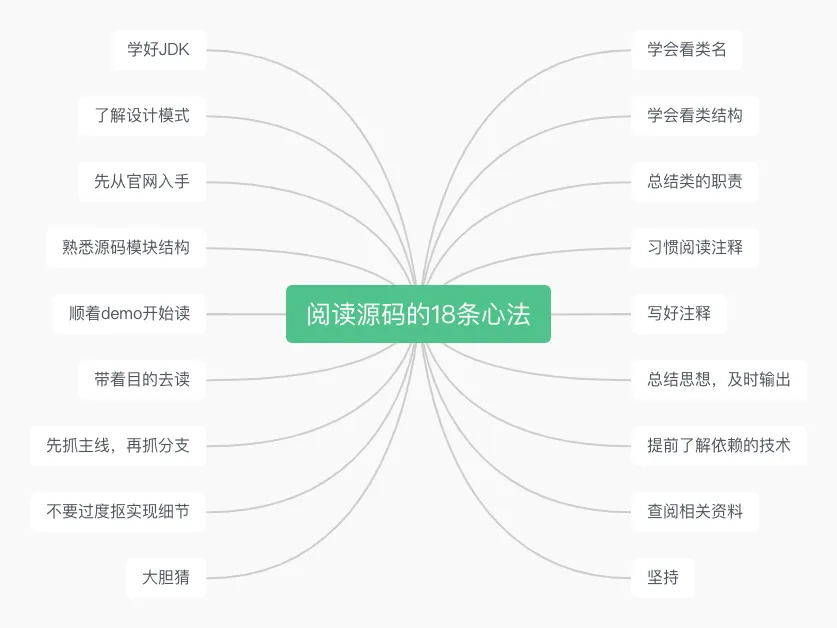 学好JDK
了解设计模式
先从官网入手
熟悉源码模块结构
顺着demo开始读
带着目的去读
先抓主线，再抓分支
不要过度抠实现细节
大胆猜
阅读源码的18条心法
学会看类名
学会看类结构
总结类的职责
习惯阅读注释
写好注释
总结思想，及时输出
提前了解依赖的技术
查阅相关资料
坚持